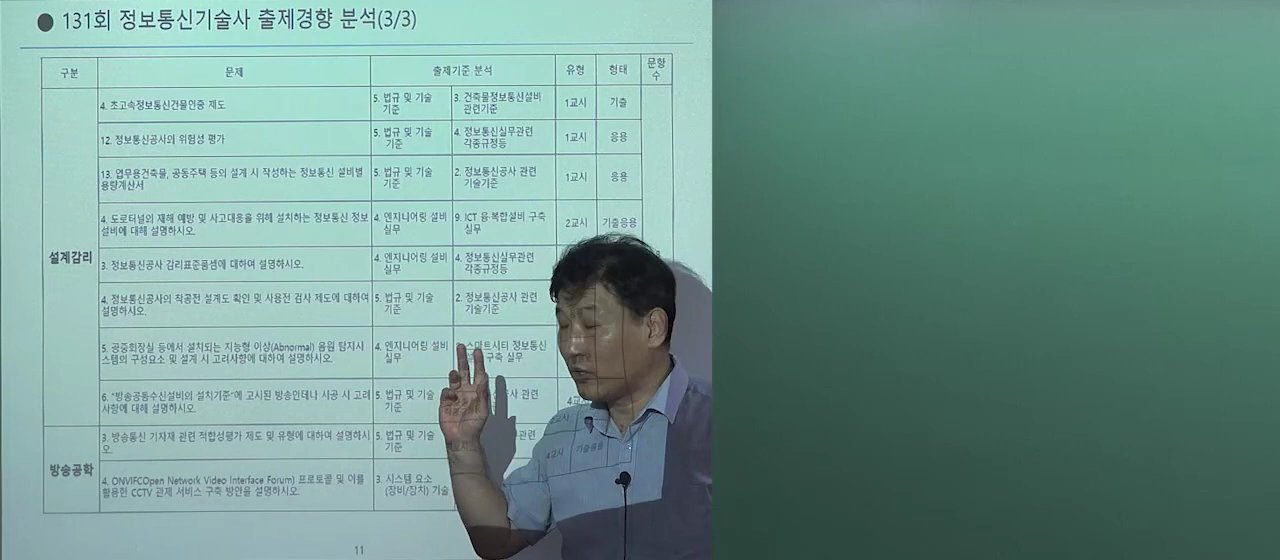 ● 131회 정보통신기술사 출제경향 분석(3/3)
구분 문제 출제기준 분석 유형 형태 문항
수
설계감리
4. 초고속정보통신건물인증 제도 5. 법규 및 기술 3. 건축물정보통신설비 1교시 기출
기준 관련기준
12. 정보통신공사의 위험성 평가 5. 법규 및 기술 4. 정보통신실무관련 1교시 응용
기준 각종규정등
13. 업무용건축물, 공동주택 등의 설계 시 작성하는 정보통신 설비별 5. 법규 및 기술 2. 정보통신공사 관련 1교시 응용
용량계산서 기준 기술기준
4. 도로터널의 재해 예방 및 사고대응을 위해 설치하는 정보통신 정보 4. 엔지니어링 설비 9. ICT 융·복합설비 구축 2교시 기출응용
설비에 대해 설명하시오. 실무 실무
3. 정보통신공사 감리표준품셈에 대하여 설명하시오. 4. 엔지니어링 설비 4. 정보통신실무관련
실무 각종규정등
4. 정보통신공사의 착공전 설계도 확인 및 사용전 검사 제도에 대하여 5. 법규 및 기술 2. 정보통신공사 관련
설명하시오. 기준 기술기준
5. 공중화장실 등에서 설치되는 지능형 이상(Abnormal) 음원 탐지시 4. 엔지니어링 설비 스마트시티 정보통신
스템의 구성요소 및 설계 시 고려사항에 대하여 설명하시오. 실무 구축 실무
6. "방송공동수신설비의 설치기준"에 고시된 방송안테나 시공 시 고려 5. 법규 및 기술 관련
사항에 대해 설명하시오. 기준
방송공학
3. 방송통신 기자재 관련 적합성평가 제도 및 유형에 대하여 설명하시 5. 법규 및 기술 관련
오. 기준
4. ONVIFCOpen Network Video Interface Forum) 프로토콜 및 이를 3. 시스템 요소
활용한 CCTV 관제 서비스 구축 방안을 설명하시오. (장비/장치) 기술
4교시 기출응용
11